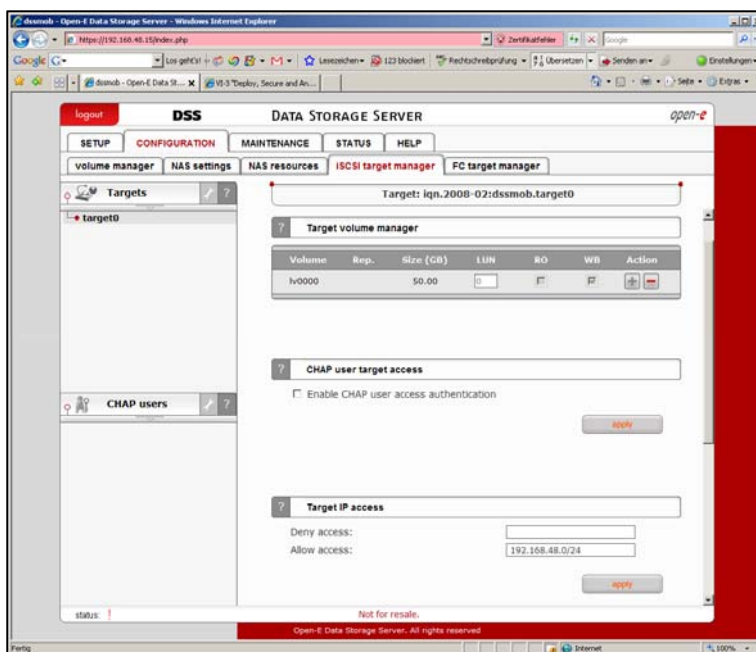 dssmob - Open-E Data Storage Server - Windows Internet Explorer
https://192.168.48.15/index.php
Zertifikatfehler
Google
Google
Los geht's!
Lesezeichen
123 blockiert
Rechtschreibprüfung
Übersetzen
Senden an
Einstellungen
dssmob - Open-E Data St...
VI-3 "Deploy, Secure and An...
Seite
Extras
logout
DSS
DATA STORAGE SERVER
open-e
SETUP
CONFIGURATION
MAINTENANCE
STATUS
HELP
volume manager
NAS settings
NAS resources
iSCSI target manager
FC target manager
Targets
?
target0
Target: iqn.2008-02:dssmob.target0
? Target volume manager
Volume Rep. Size (GB) LUN RO WB Action
lv0000 50.00 0
? CHAP user target access
Enable CHAP user access authentication
apply
CHAP users
?
? Target IP access
Deny access:
Allow access: 192.168.48.0/24
apply
status: !
Not for resale.
Open-E Data Storage Server. All rights reserved
Fertig
Internet
100%